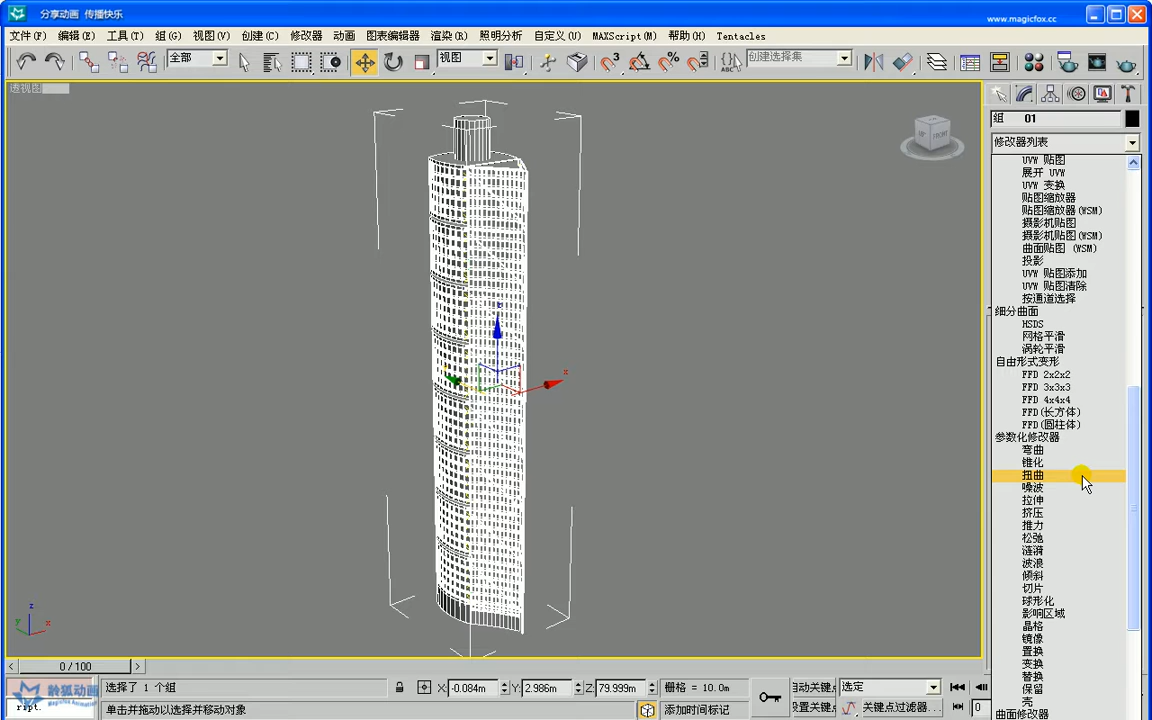 分享动画 传播快乐
www.magicfox.cc
文件(F) 编辑(E) 工具(T) 组(G) 视图(V) 创建(C) 修改器 动画 图表编辑器 渲染(R) 照明分析 自定义(U) MAXScript(M) 帮助(H) Tentacles
全部 视图 3 创建选择集
透视图
FRONT
组 01
修改器列表
UVW 贴图
展开 UVW
UVW 变换
贴图缩放器
贴图缩放器(WSM)
摄影机贴图
摄影机贴图(WSM)
曲面贴图 (WSM)
投影
UVW 贴图添加
UVW 贴图清除
按通道选择
细分曲面
HSDS
网格平滑
涡轮平滑
自由形式变形
FFD 2x2x2
FFD 3x3x3
FFD 4x4x4
FFD(长方体)
FFD(圆柱体)
参数化修改器
弯曲
锥化
扭曲
噪波
拉伸
挤压
推力
松弛
涟漪
波浪
倾斜
切片
球形化
影响区域
晶格
镜像
置换
变换
替换
保留
壳
曲面修改器
z
x
z
y
x
0 / 100
选择了 1 个组 X: -0.084m Y: 2.986m Z: 79.999m 栅格 = 10.0m 自动关键点 选定
单击并拖动以选择并移动对象 添加时间标记 设置关键点 关键点过滤器... 0
ript.